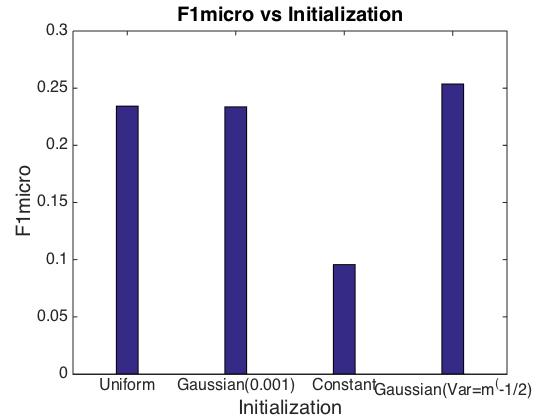 F1micro vs Initialization
0.3
0.25
0.2
0.15
0.1
0.05
0
F1micro
Uniform Gaussian(0.001) Constant Gaussian(Var=m^(-1/2)
Initialization